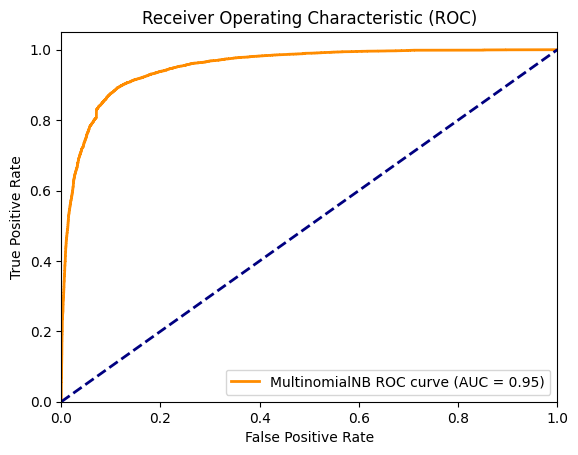 Receiver Operating Characteristic (ROC)
1.0
0.8
0.6
0.4
0.2
0.0
True Positive Rate
MultinomialNB ROC curve (AUC = 0.95)
0.0 0.2 0.4 0.6 0.8 1.0
False Positive Rate